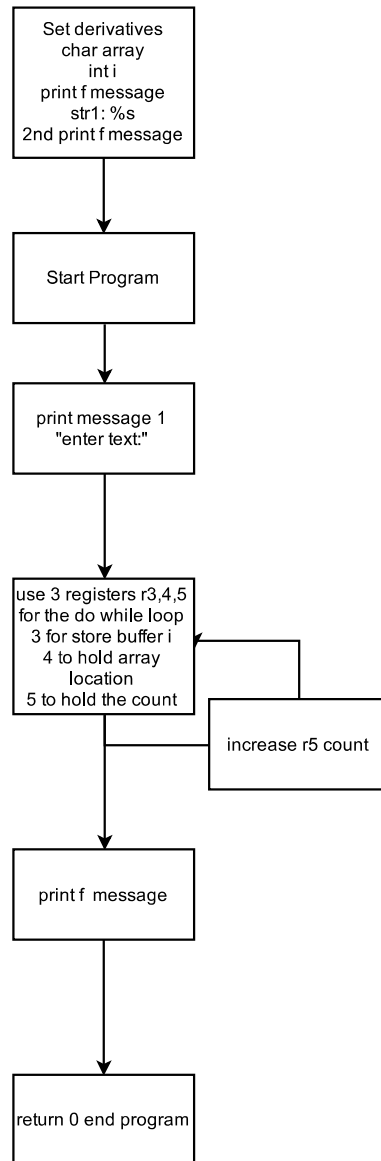 Set derivatives
char array
int i
print f message
str1: %s
2nd print f message
Start Program
print message 1
"enter text:"
use 3 registers r3,4,5
for the do while loop
3 for store buffer i
4 to hold array
location
5 to hold the count
increase r5 count
print f message
return 0 end program